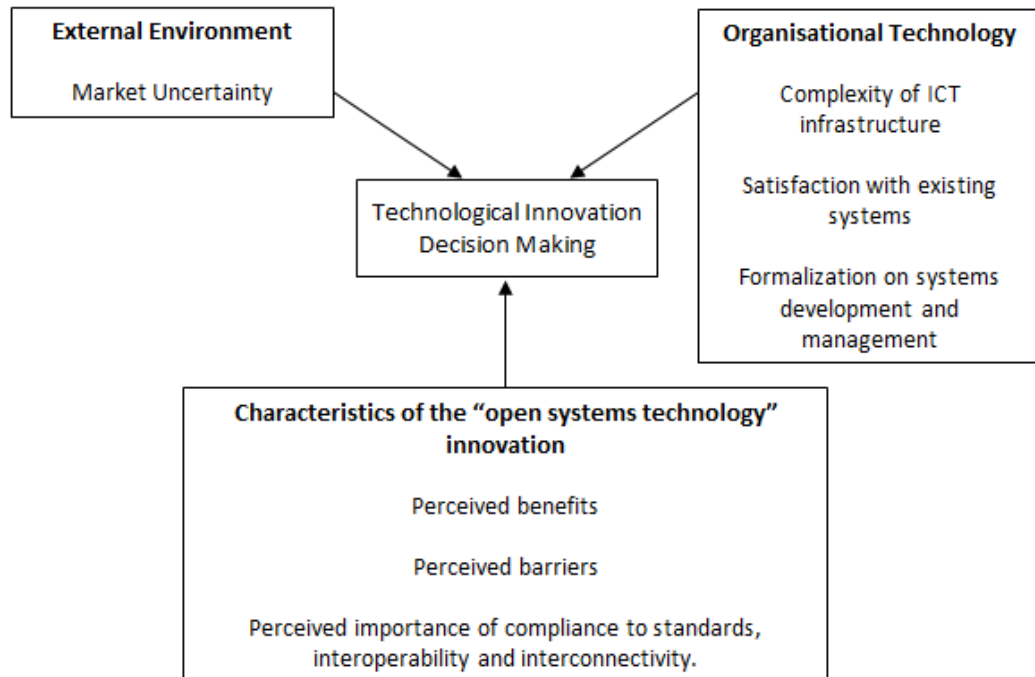 External Environment
Market Uncertainty
Organisational Technology
Complexity of ICT
infrastructure
Satisfaction with existing
systems
Formalization on systems
development and
management
Technological Innovation
Decision Making
Characteristics of the “open systems technology”
innovation
Perceived benefits
Perceived barriers
Perceived importance of compliance to standards,
interoperability and interconnectivity.